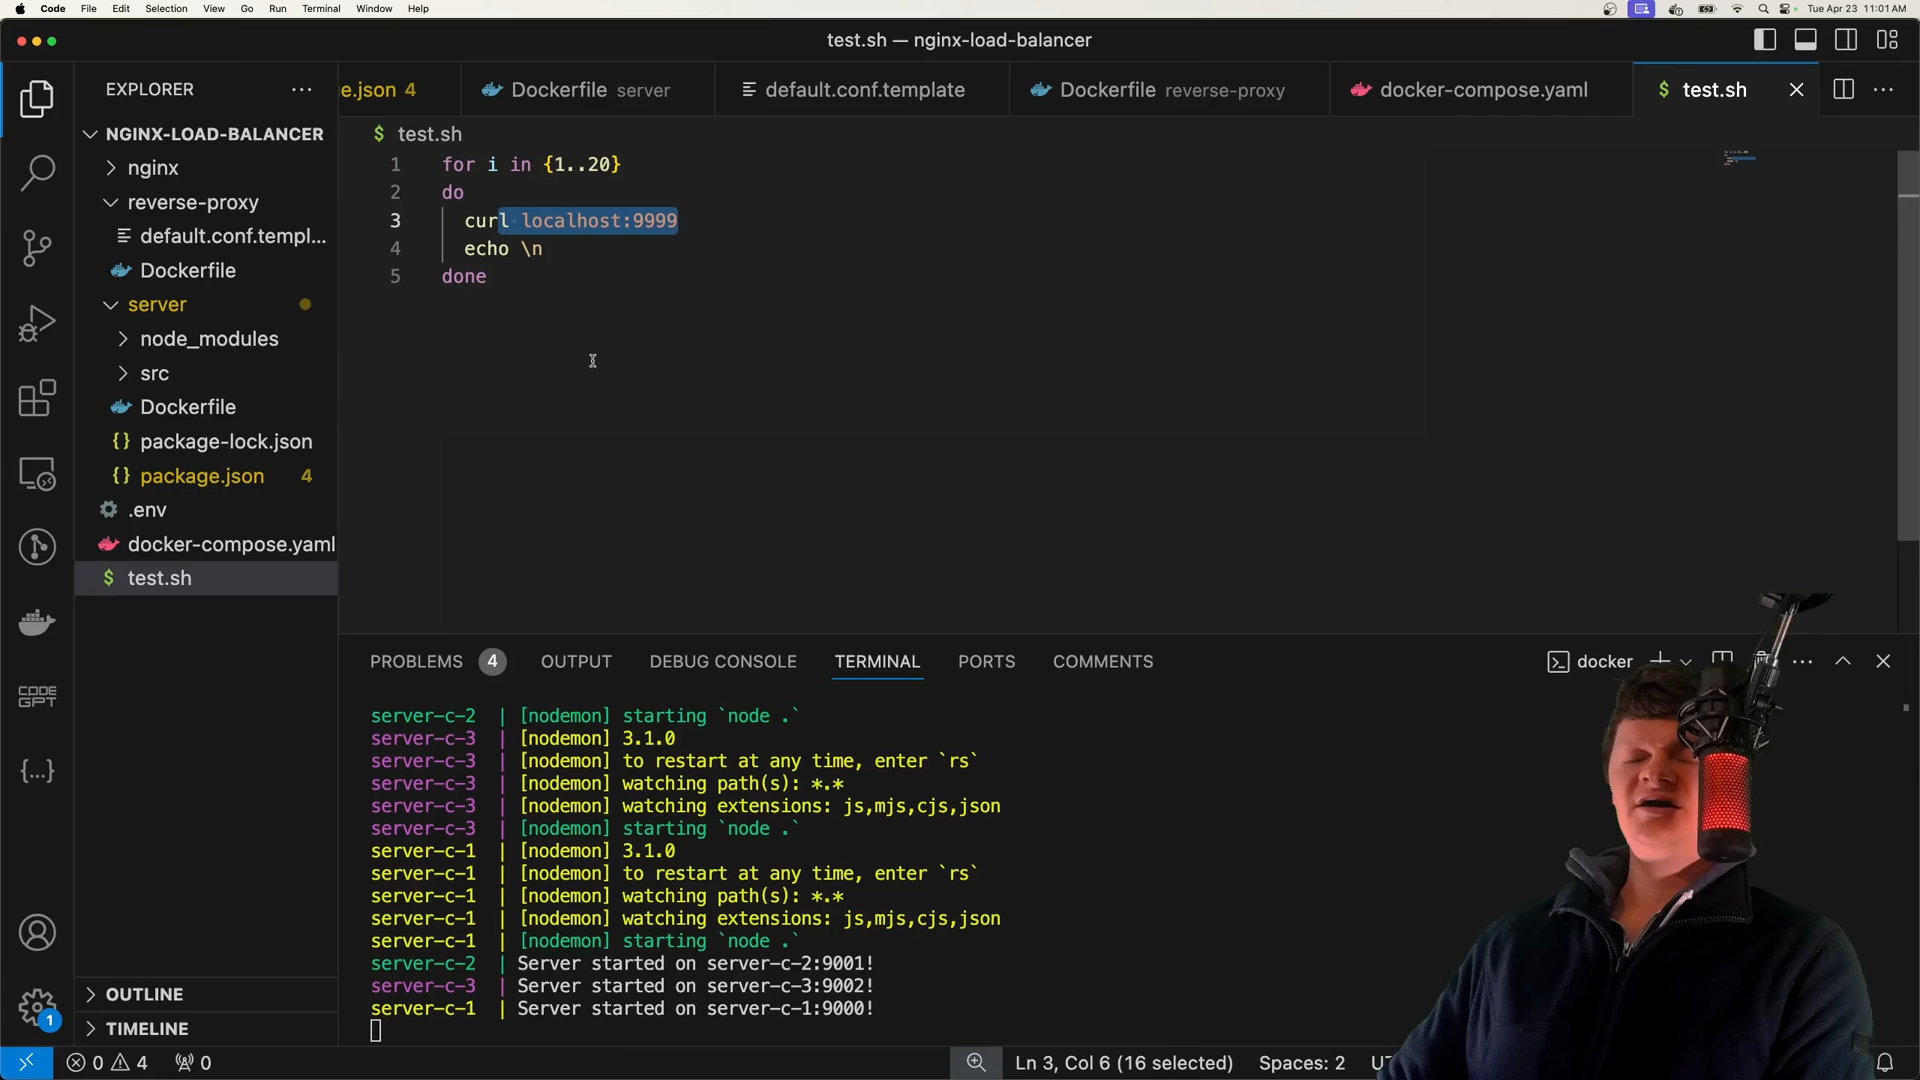 Code File Edit Selection View Go Run Terminal Window Help
Tue Apr 23 11:01 AM
test.sh — nginx-load-balancer
EXPLORER
e.json 4
Dockerfile server
default.conf.template
Dockerfile reverse-proxy
docker-compose.yaml
$ test.sh
NGINX-LOAD-BALANCER
nginx
reverse-proxy
default.conf.templ...
Dockerfile
server
node_modules
src
Dockerfile
{} package-lock.json
{} package.json 4
.env
docker-compose.yaml
$ test.sh
OUTLINE
TIMELINE
CODE
GPT
{...}
1
$ test.sh
1 for i in {1..20}
2 do
3 curl localhost:9999
4 echo \n
5 done
PROBLEMS 4 OUTPUT DEBUG CONSOLE TERMINAL PORTS COMMENTS
docker
server-c-2 | [nodemon] starting `node .`
server-c-3 | [nodemon] 3.1.0
server-c-3 | [nodemon] to restart at any time, enter `rs`
server-c-3 | [nodemon] watching path(s): *.*
server-c-3 | [nodemon] watching extensions: js,mjs,cjs,json
server-c-3 | [nodemon] starting `node .`
server-c-1 | [nodemon] 3.1.0
server-c-1 | [nodemon] to restart at any time, enter `rs`
server-c-1 | [nodemon] watching path(s): *.*
server-c-1 | [nodemon] watching extensions: js,mjs,cjs,json
server-c-1 | [nodemon] starting `node .`
server-c-2 | Server started on server-c-2:9001!
server-c-3 | Server started on server-c-3:9002!
server-c-1 | Server started on server-c-1:9000!
0 4 0
Ln 3, Col 6 (16 selected) Spaces: 2